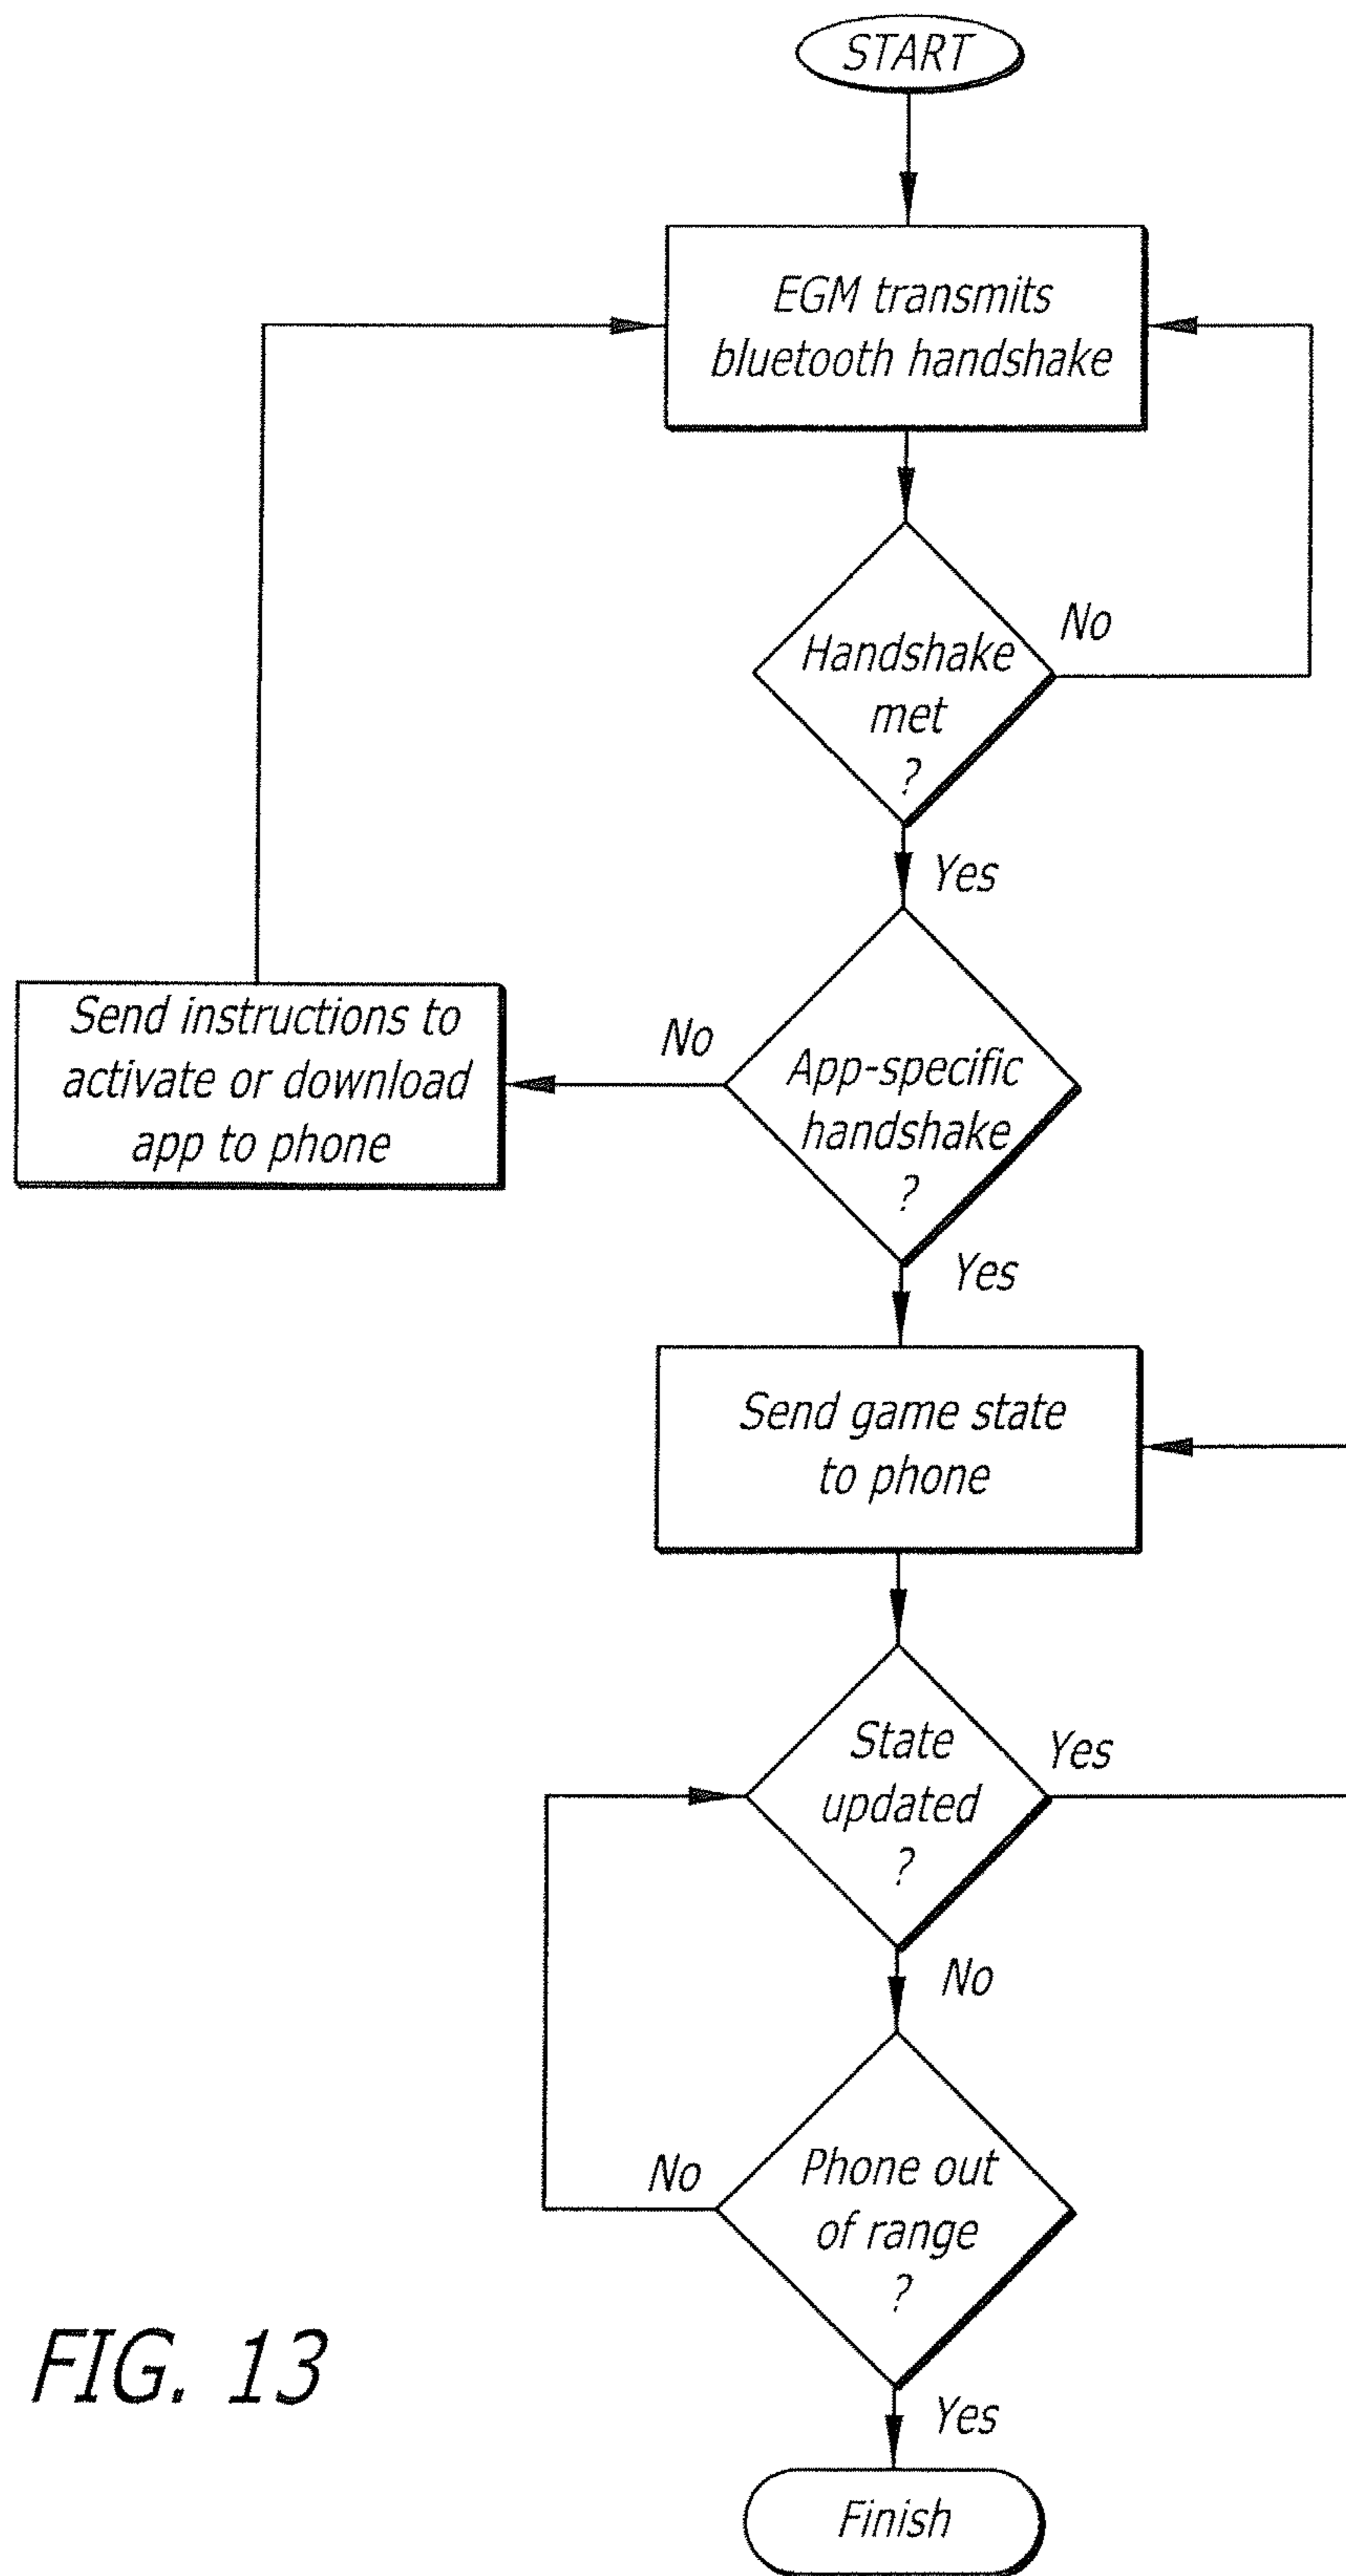 START
EGM transmits
bluetooth handshake
No
Handshake
met
?
Yes
Send instructions to
activate or download
app to phone
No
App-specific
handshake
?
Yes
Send game state
to phone
State
updated
?
Yes
No
No
Phone out
of range
?
Yes
Finish
FIG. 13